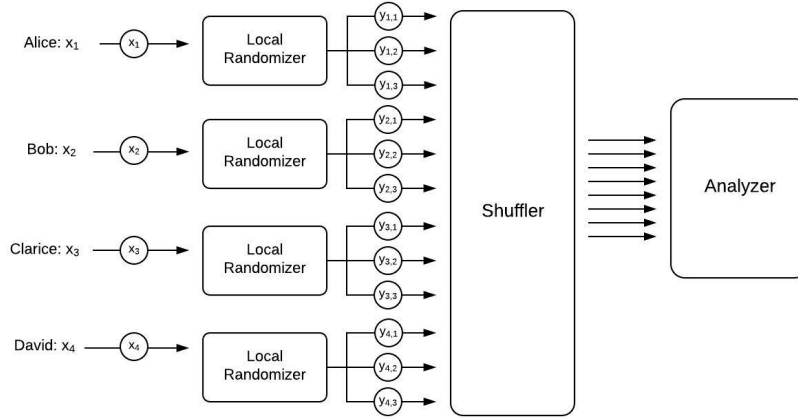 Alice: x₁
x₁
Local
Randomizer
y₁,₁
y₁,₂
y₁,₃
Bob: x₂
x₂
Local
Randomizer
y₂,₁
y₂,₂
y₂,₃
Clarice: x₃
x₃
Local
Randomizer
y₃,₁
y₃,₂
y₃,₃
David: x₄
x₄
Local
Randomizer
y₄,₁
y₄,₂
y₄,₃
Shuffler
Analyzer